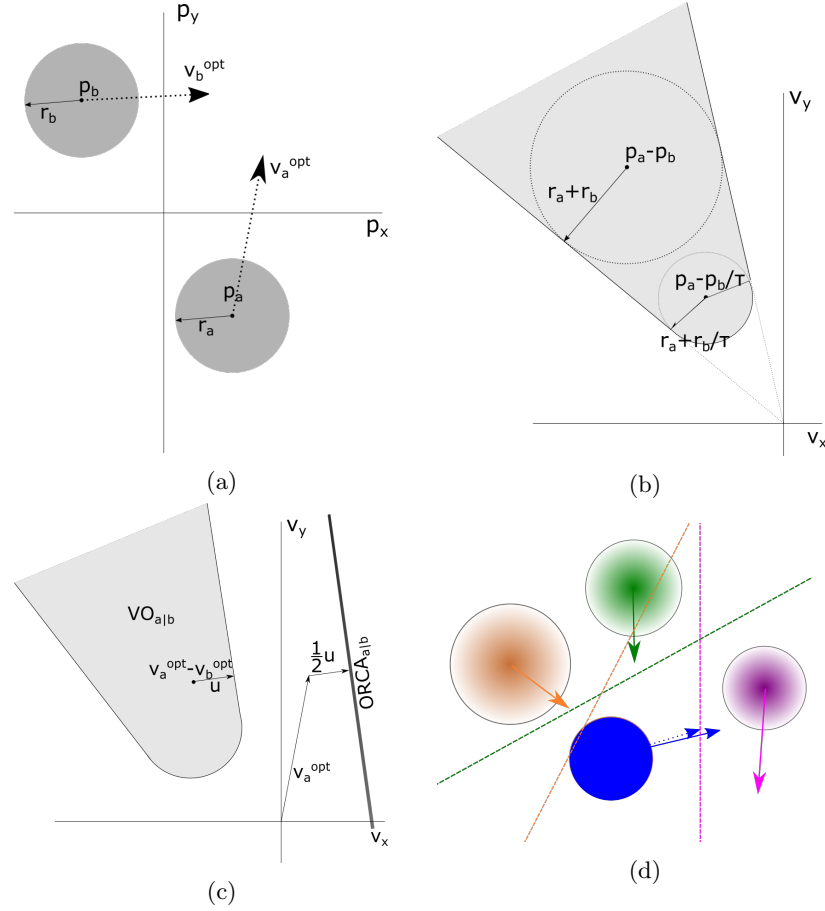 p_y
v_b^opt
p_b
r_b
v_a^opt
p_x
p_a
r_a
(a)
v_y
p_a-p_b
r_a+r_b
p_a-p_b/τ
r_a+r_b/τ
v_x
(b)
v_y
VO_a|b
v_a^opt-v_b^opt
u
1/2 u
ORCA_a|b
v_a^opt
v_x
(c)
(d)